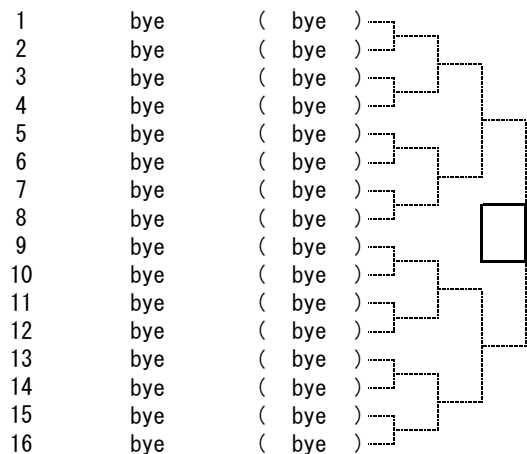 1 bye ( bye )
2 bye ( bye )
3 bye ( bye )
4 bye ( bye )
5 bye ( bye )
6 bye ( bye )
7 bye ( bye )
8 bye ( bye )
9 bye ( bye )
10 bye ( bye )
11 bye ( bye )
12 bye ( bye )
13 bye ( bye )
14 bye ( bye )
15 bye ( bye )
16 bye ( bye )